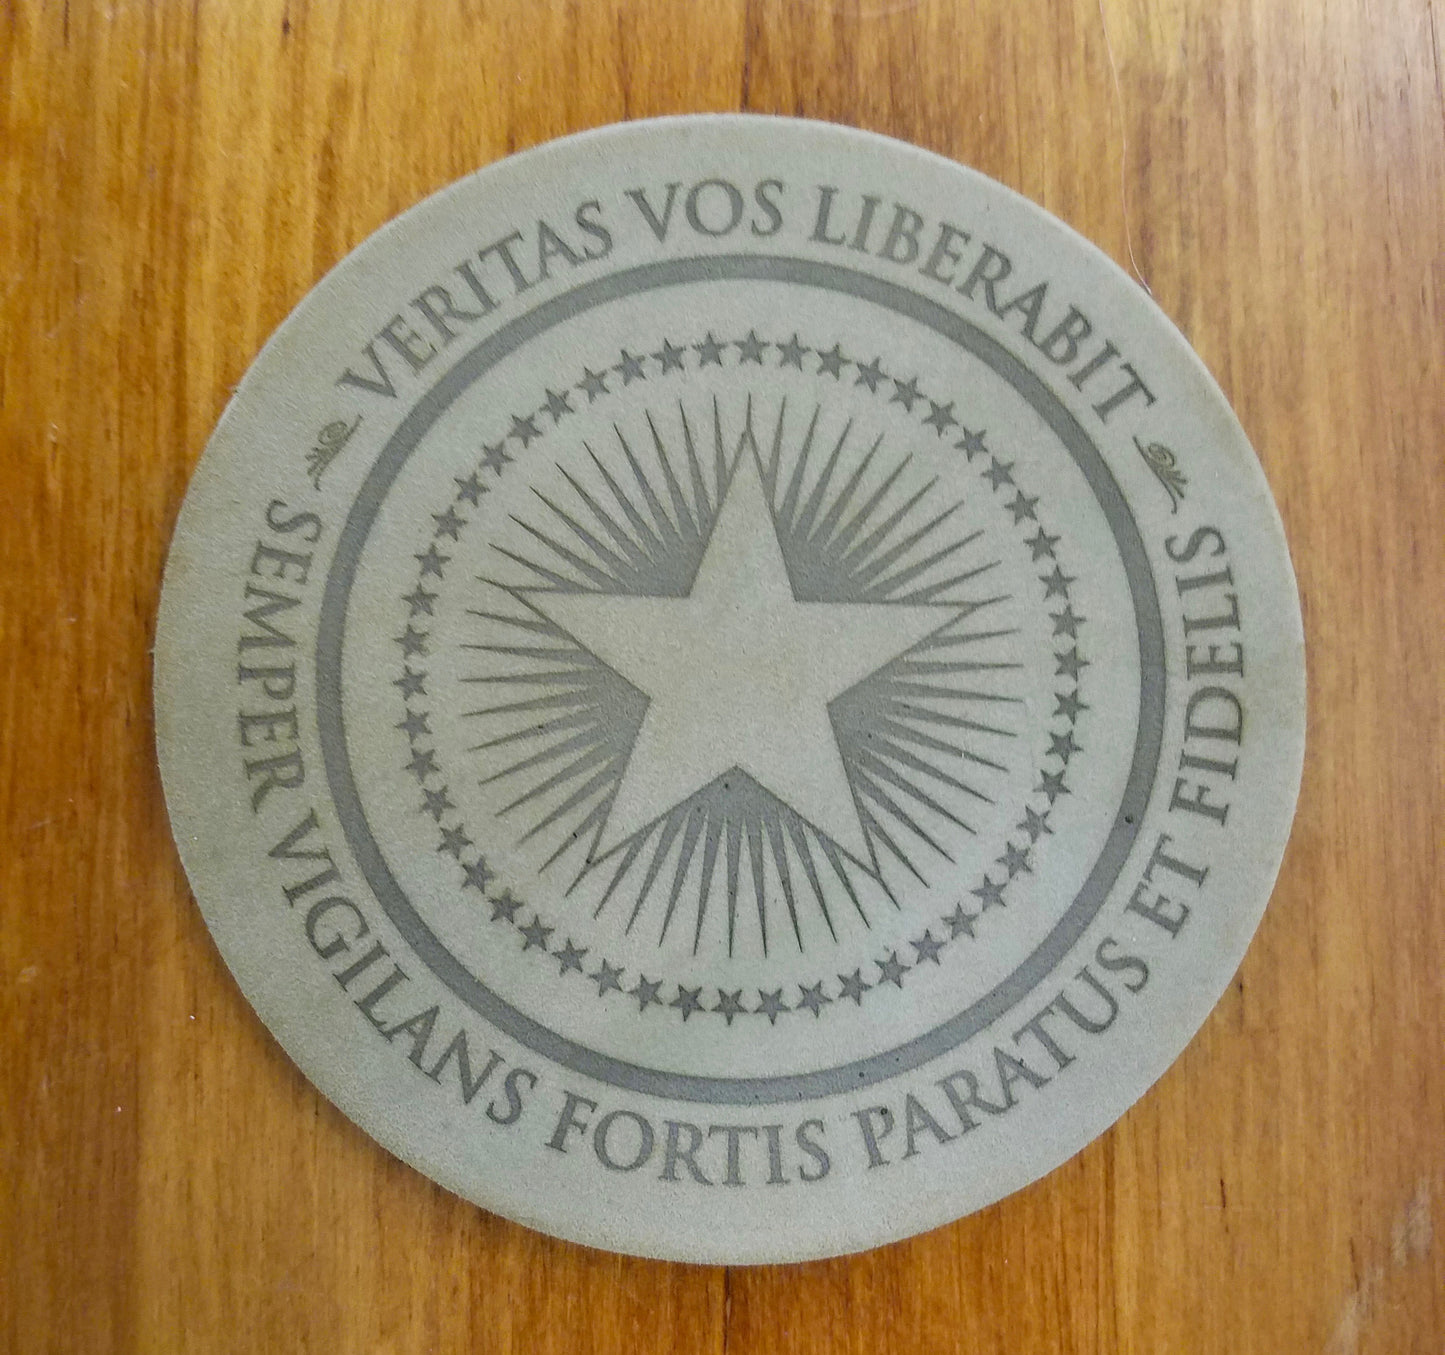 VERITAS VOS LIBERABIT
SEMPER VIGILANS FORTIS PARATUS ET FIDELIS